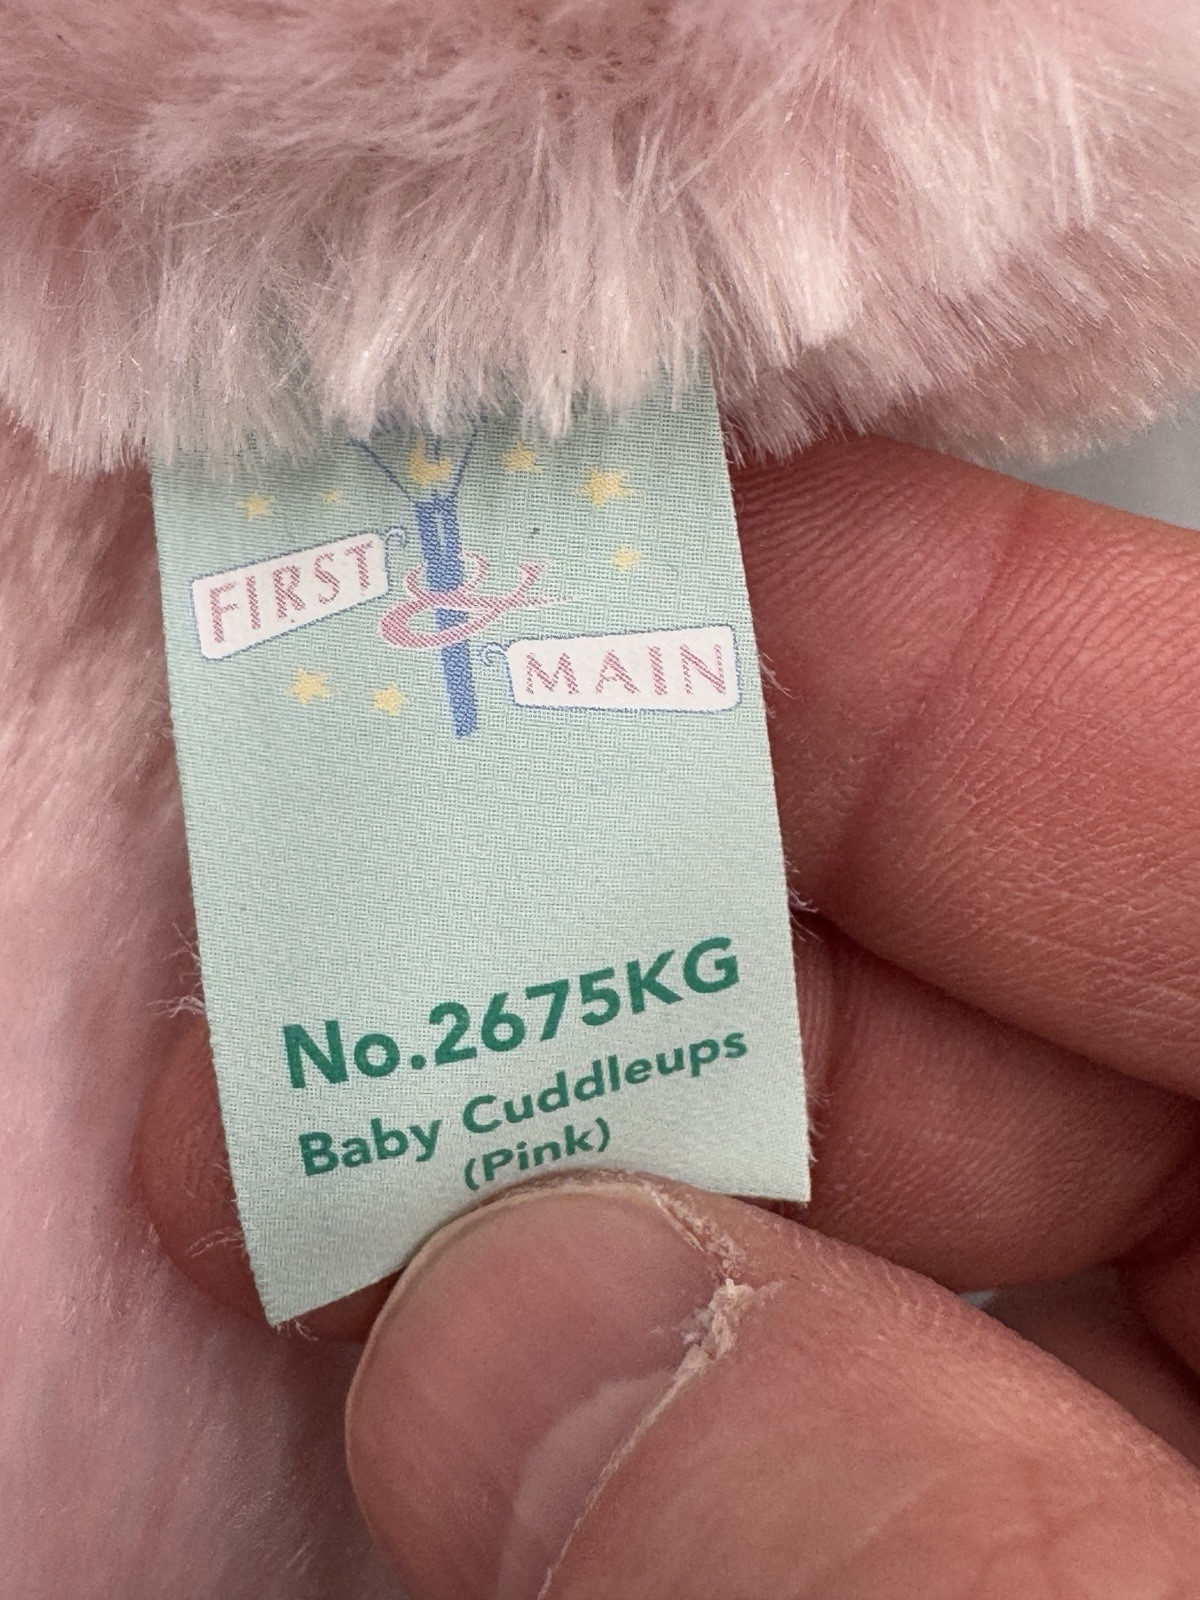 FIRST
&
MAIN
No.2675KG
Baby Cuddleups
(Pink)